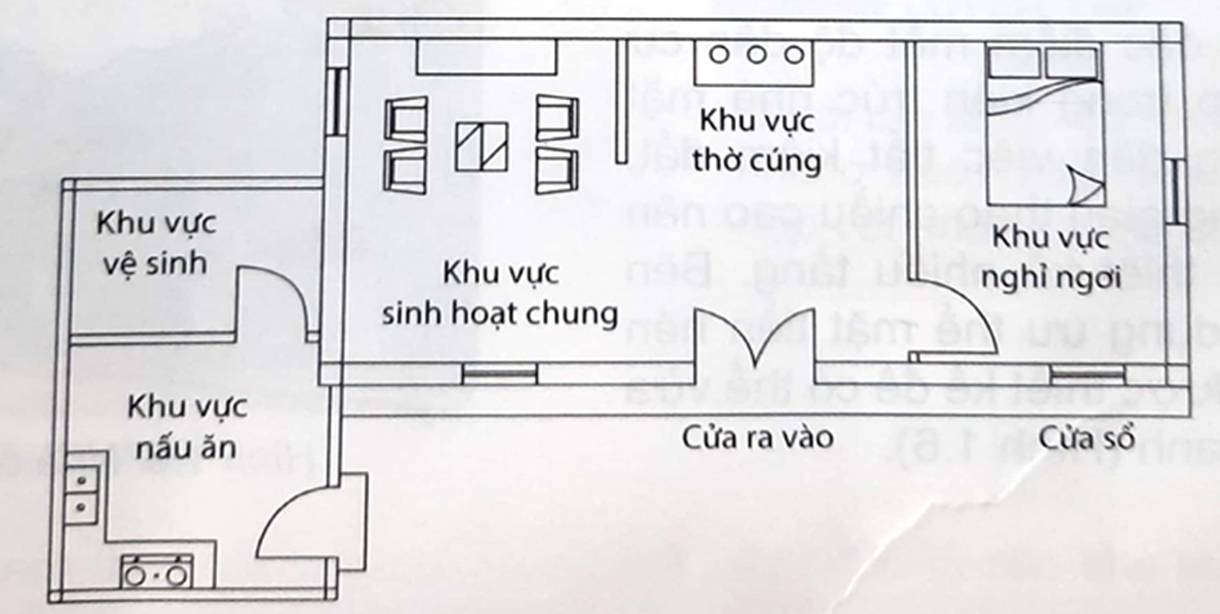 Khu vực
thờ cúng
Khu vực
vệ sinh
Khu vực
sinh hoạt chung
Khu vực
nghỉ ngơi
Khu vực
nấu ăn
Cửa ra vào
Cửa sổ